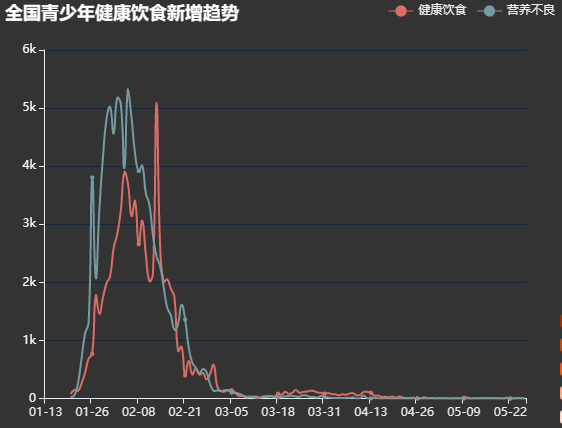 全国青少年健康饮食新增趋势
健康饮食 营养不良
6k
5k
4k
3k
2k
1k
0
01-13 01-26 02-08 02-21 03-05 03-18 03-31 04-13 04-26 05-09 05-22